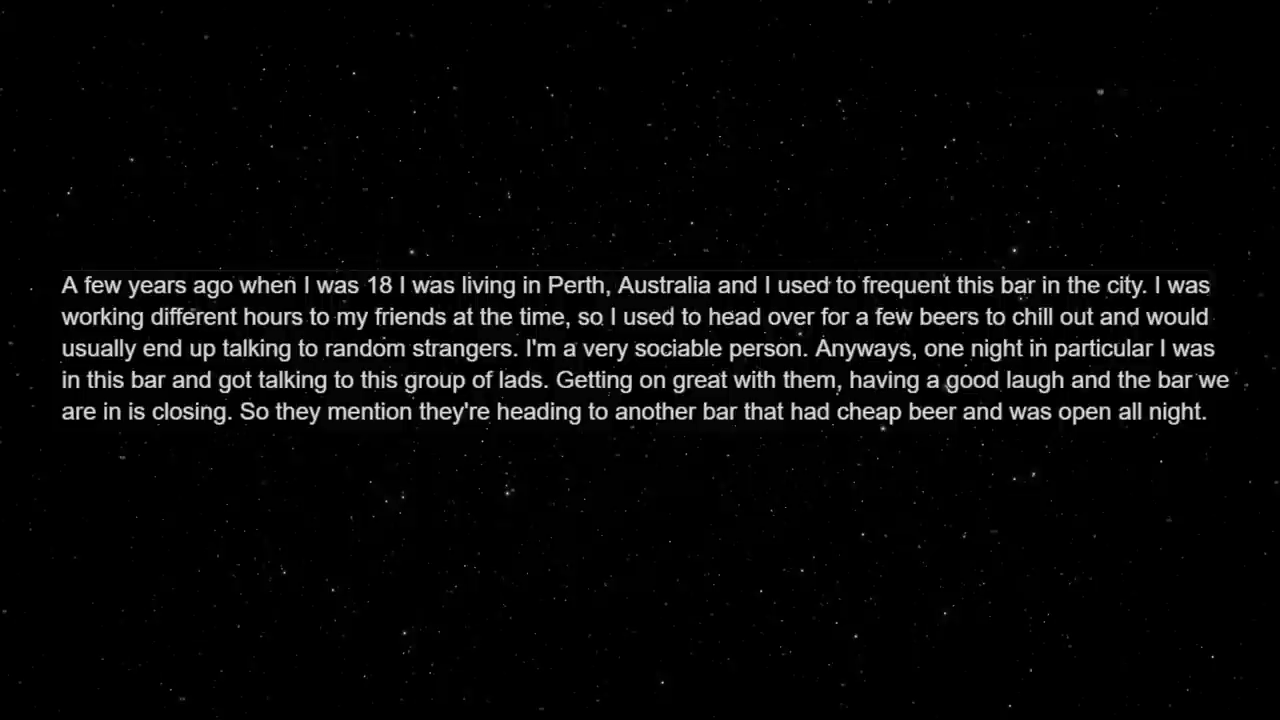 A few years ago when I was 18 I was living in Perth, Australia and I used to frequent this bar in the city. I was
working different hours to my friends at the time, so I used to head over for a few beers to chill out and would
usually end up talking to random strangers. I'm a very sociable person. Anyways, one night in particular I was
in this bar and got talking to this group of lads. Getting on great with them, having a good laugh and the bar we
are in is closing. So they mention they're heading to another bar that had cheap beer and was open all night.